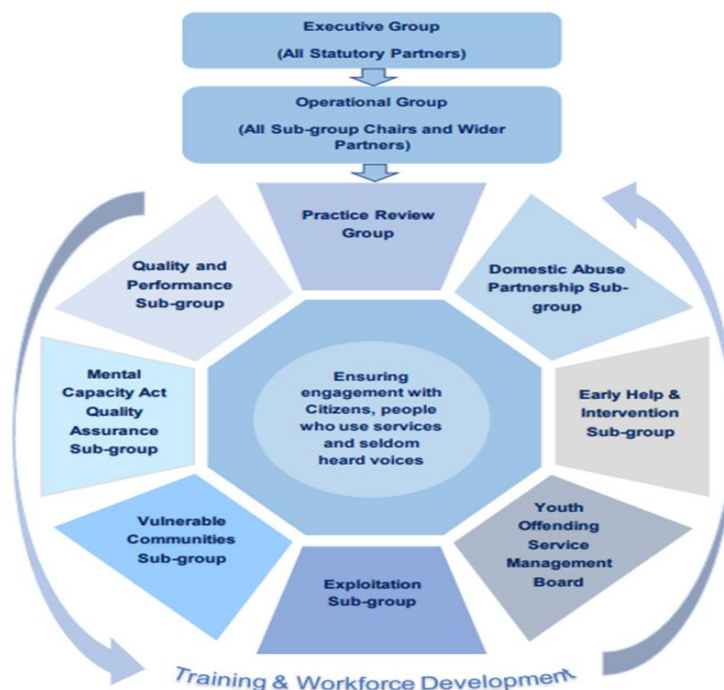 Executive Group
(All Statutory Partners)
Operational Group
(All Sub-group Chairs and Wider
Partners)
Practice Review
Group
Quality and
Performance
Sub-group
Domestic Abuse
Partnership Sub-
group
Mental
Capacity Act
Quality
Assurance
Sub-group
Ensuring
engagement with
Citizens, people
who use services
and seldom
heard voices
Early Help &
Intervention
Sub-group
Vulnerable
Communities
Sub-group
Youth
Offending
Service
Management
Board
Exploitation
Sub-group
Training & Workforce Development